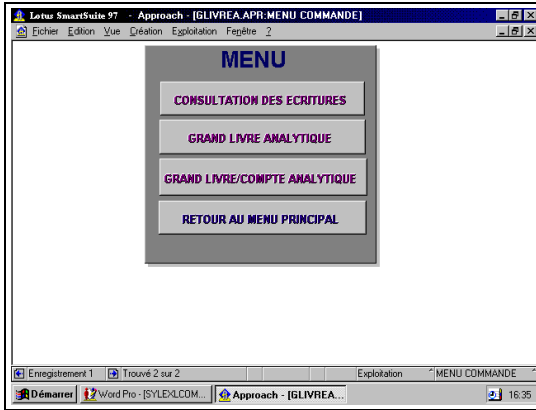 Lotus SmartSuite 97 - Approach - [GLIVREA.APR:MENU COMMANDE]
Fichier Edition Vue Création Exploitation Fenêtre ?
MENU
CONSULTATION DES ECRITURES
GRAND LIVRE ANALYTIQUE
GRAND LIVRE/COMPTE ANALYTIQUE
RETOUR AU MENU PRINCIPAL
Enregistrement 1 Trouvé 2 sur 2 Exploitation MENU COMMANDE
Démarrer Word Pro - [SYLEXLCOM... Approach - [GLIVREA... 16:35